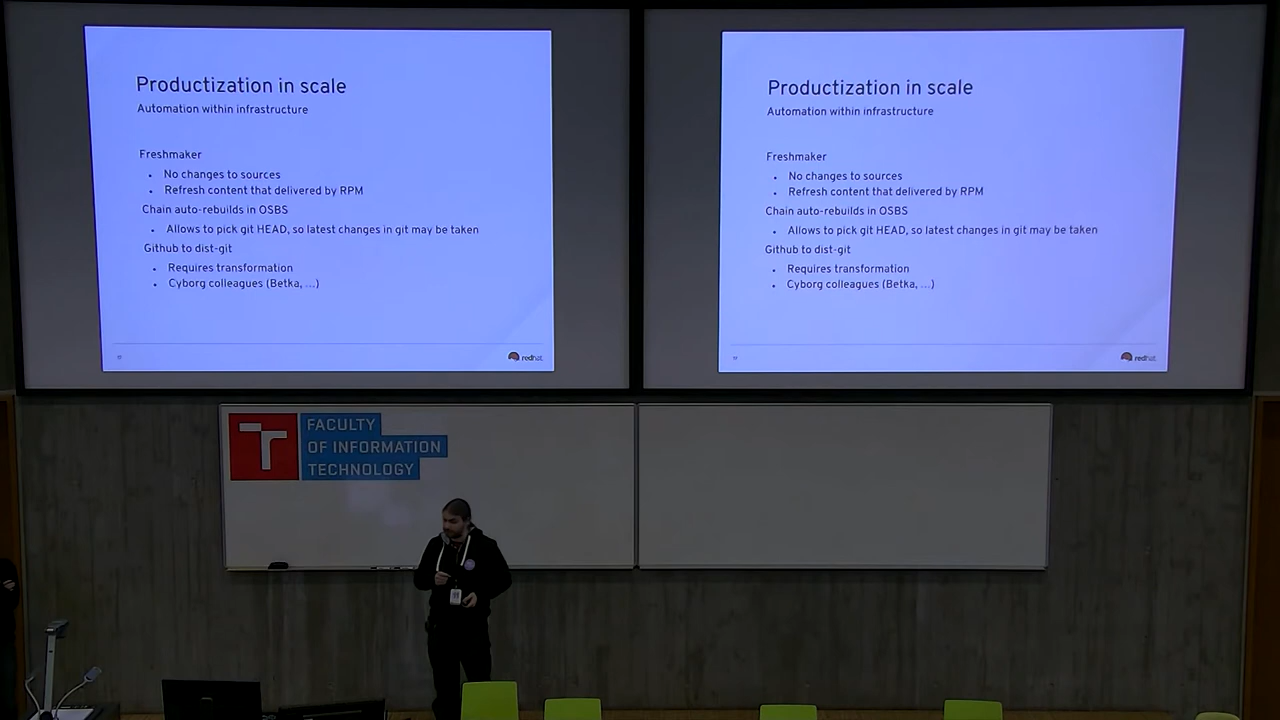 Productization in scale
Automation within infrastructure
Freshmaker
No changes to sources
Refresh content that delivered by RPM
Chain auto-rebuilds in OSBS
Allows to pick git HEAD, so latest changes in git may be taken
Github to dist-git
Requires transformation
Cyborg colleagues (Betka, ...)
redhat
Productization in scale
Automation within infrastructure
Freshmaker
No changes to sources
Refresh content that delivered by RPM
Chain auto-rebuilds in OSBS
Allows to pick git HEAD, so latest changes in git may be taken
Github to dist-git
Requires transformation
Cyborg colleagues (Betka, ...)
redhat
FACULTY
OF INFORMATION
TECHNOLOGY